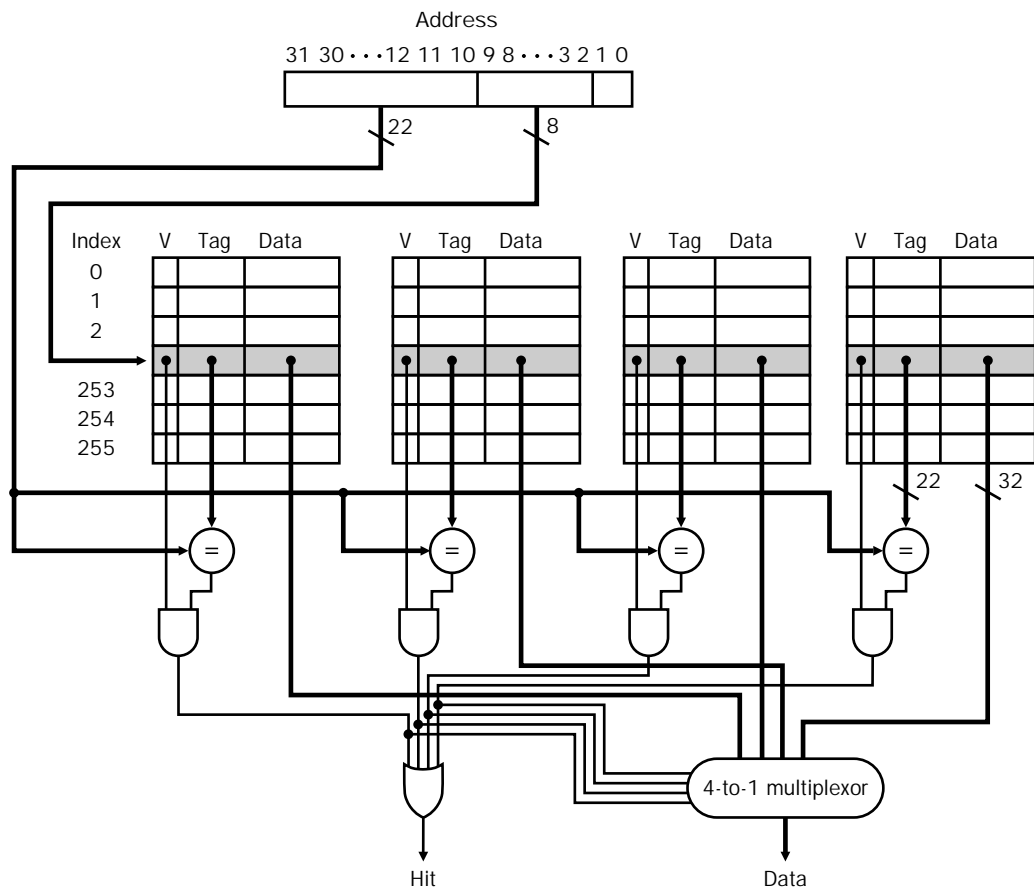 Address
31 30 ··· 12 11 10 9 8 ··· 3 2 1 0
22 8
Index V Tag Data V Tag Data V Tag Data V Tag Data
0
1
2
253
254
255
22 32
= = = =
4-to-1 multiplexor
Hit Data